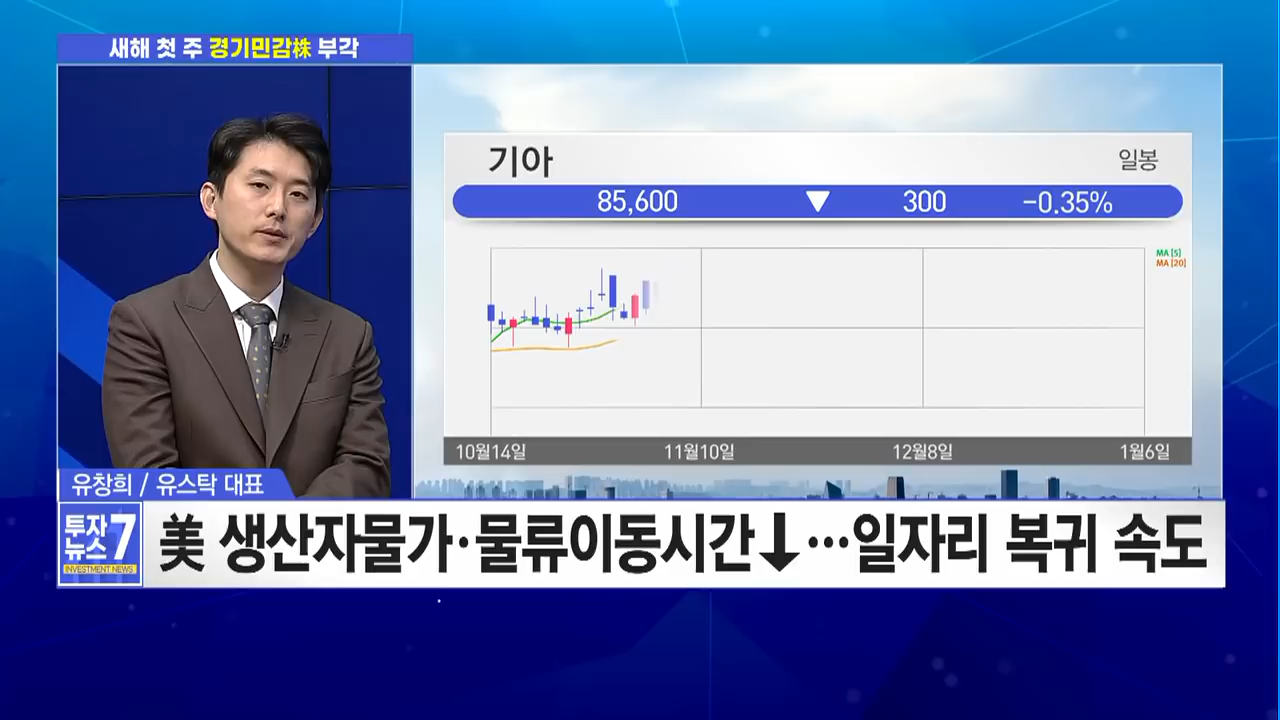 새해 첫 주 경기민감株 부각
기아
일봉
85,600 ▼ 300 -0.35%
MA [5]
MA [20]
10월14일 11월10일 12월8일 1월6일
유창희 / 유스탁 대표
투자
뉴스7
INVESTMENT NEWS
美 생산자물가·물류이동시간↓…일자리 복귀 속도